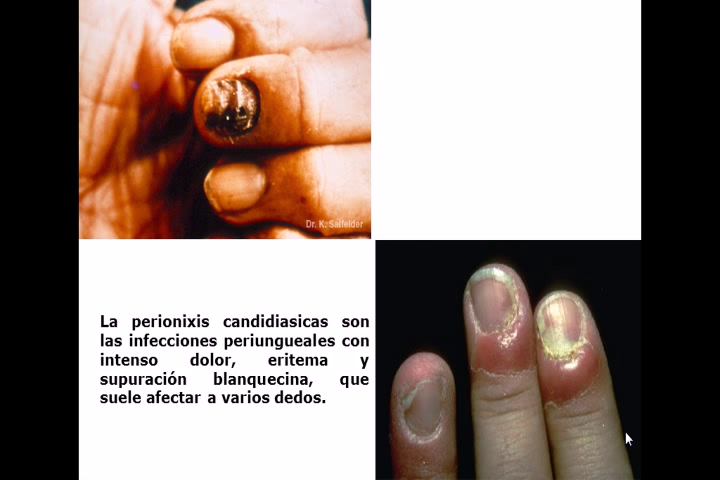 Dr. K. Salfelder
La perionixis candidiasicas son
las infecciones periungueales con
intenso dolor, eritema y
supuración blanquecina, que
suele afectar a varios dedos.